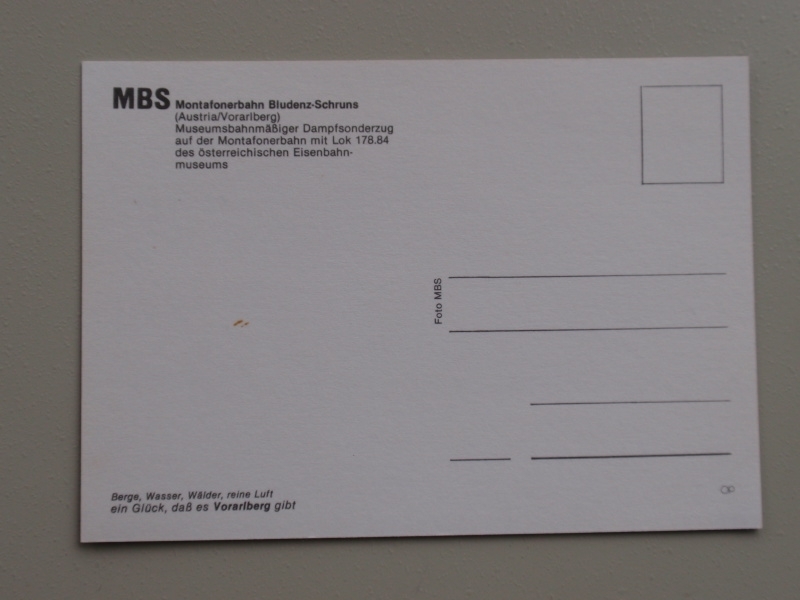 MBS Montafonerbahn Bludenz-Schruns
(Austria/Vorarlberg)
Museumsbahnmäßiger Dampfsonderzug
auf der Montafonerbahn mit Lok 178.84
des österreichischen Eisenbahn-
museums
Foto MBS
Berge, Wasser, Wälder, reine Luft
ein Glück, daß es Vorarlberg gibt